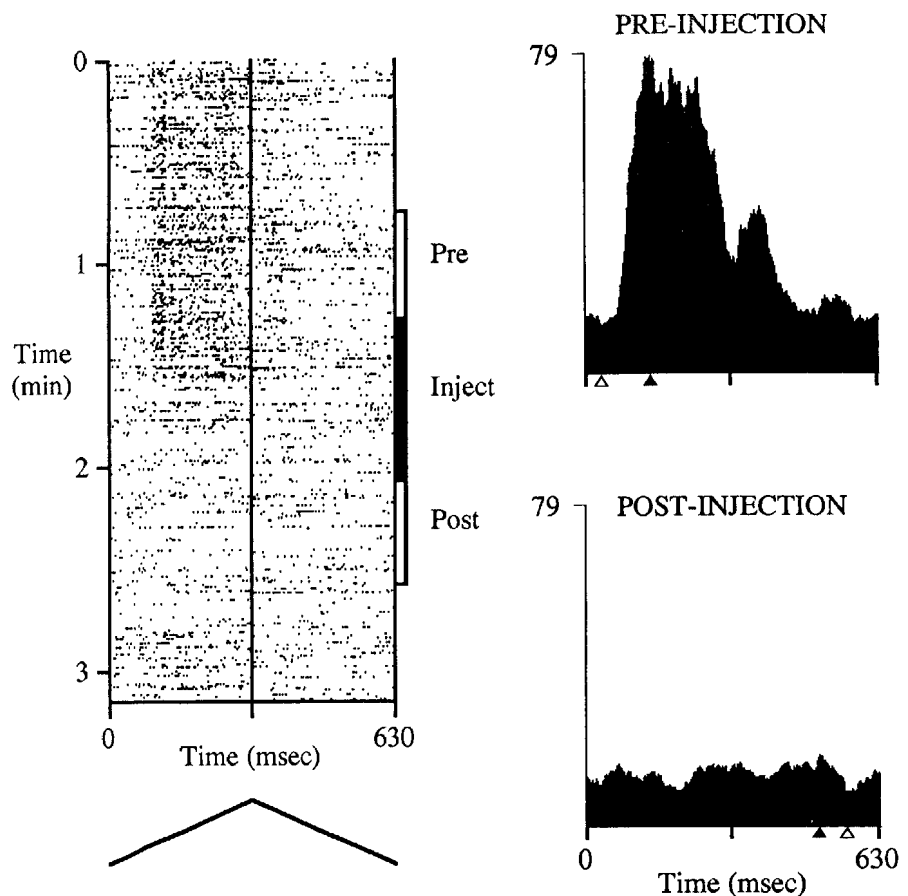 0
1
Time
(min)
2
3
Pre
Inject
Post
0
630
Time (msec)
PRE-INJECTION
79
79
POST-INJECTION
0
630
Time (msec)